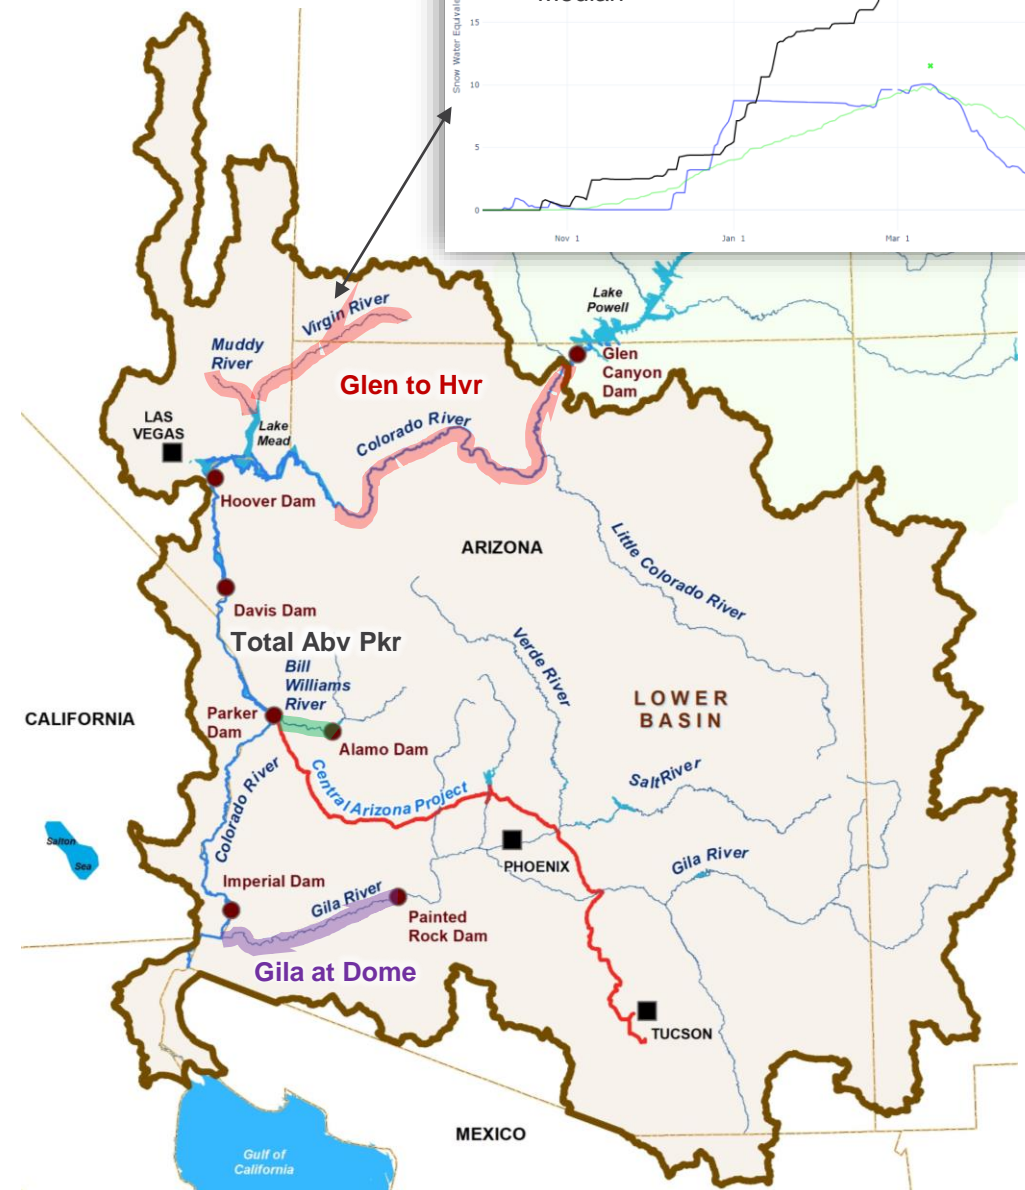 Median
Snow Water Equivale
15
10
5
0
Nov 1
Jan 1
Mar 1
Lake
Powell
Virgin River
Muddy
River
Glen
Canyon
Dam
Glen to Hvr
LAS
VEGAS
Lake
Mead
Colorado River
Hoover Dam
ARIZONA
Little Colorado River
Davis Dam
Total Abv Pkr
Verde River
Bill
Williams
River
LOWER
BASIN
CALIFORNIA
Parker
Dam
Alamo Dam
Central Arizona Project
SaltRiver
Colorado River
Salton
Sea
PHOENIX
Gila River
Imperial Dam
Gila River
Painted
Rock Dam
Gila at Dome
TUCSON
MEXICO
Gulf of
California